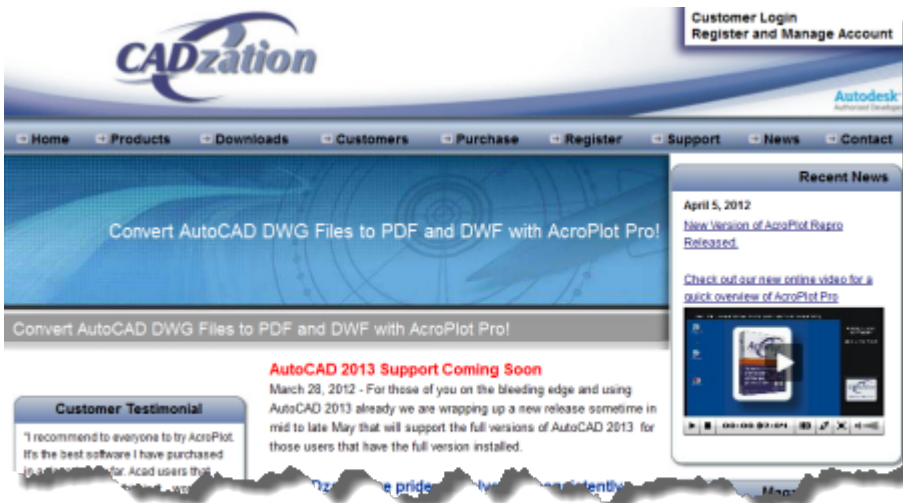 Customer Login
Register and Manage Account
CADzation
Autodesk
Authorized Developer
Home Products Downloads Customers Purchase Register Support News Contact
Convert AutoCAD DWG Files to PDF and DWF with AcroPlot Pro!
Convert AutoCAD DWG Files to PDF and DWF with AcroPlot Pro!
AutoCAD 2013 Support Coming Soon
March 28, 2012 - For those of you on the bleeding edge and using
AutoCAD 2013 already we are wrapping up a new release sometime in
mid to late May that will support the full versions of AutoCAD 2013 for
those users that have the full version installed.
Customer Testimonial
"I recommend to everyone to try AcroPlot.
It's the best software I have purchased
far. Acad users that
Recent News
April 5, 2012
New Version of AcroPlot Repro
Released.
Check out our new online video for a
quick overview of AcroPlot Pro